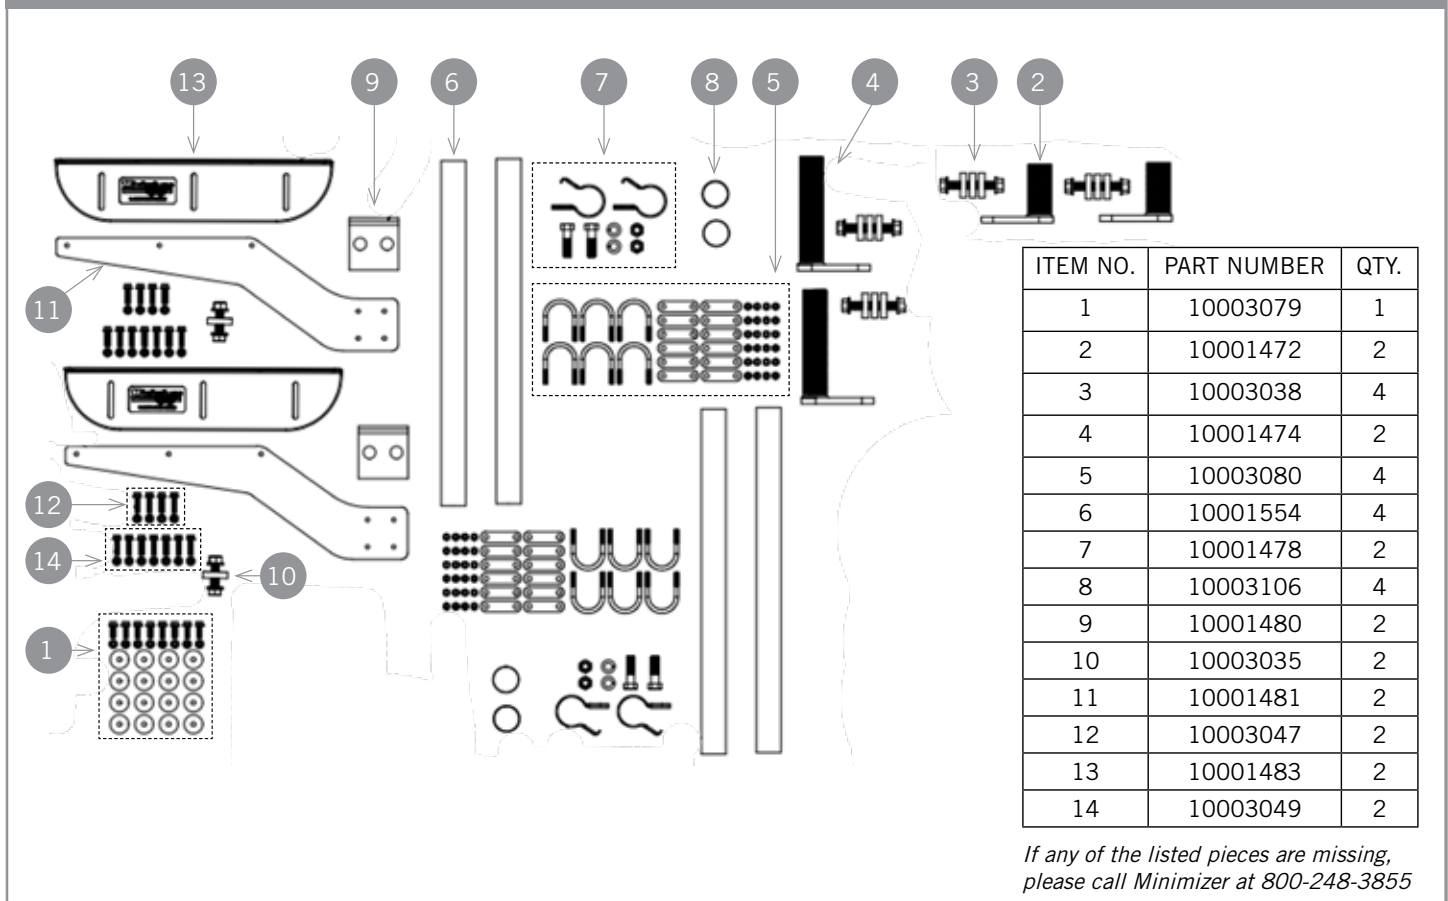 13
9
6
7
8
5
4
3
2
11
12
14
10
1
ITEM NO. PART NUMBER QTY.
1 10003079 1
2 10001472 2
3 10003038 4
4 10001474 2
5 10003080 4
6 10001554 4
7 10001478 2
8 10003106 4
9 10001480 2
10 10003035 2
11 10001481 2
12 10003047 2
13 10001483 2
14 10003049 2
If any of the listed pieces are missing,
please call Minimizer at 800-248-3855